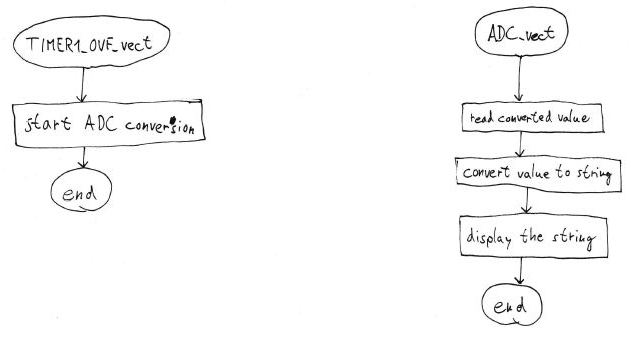 TIMER1_OVF_vect
start ADC conversion
end
ADC_vect
read converted value
convert value to string
display the string
end